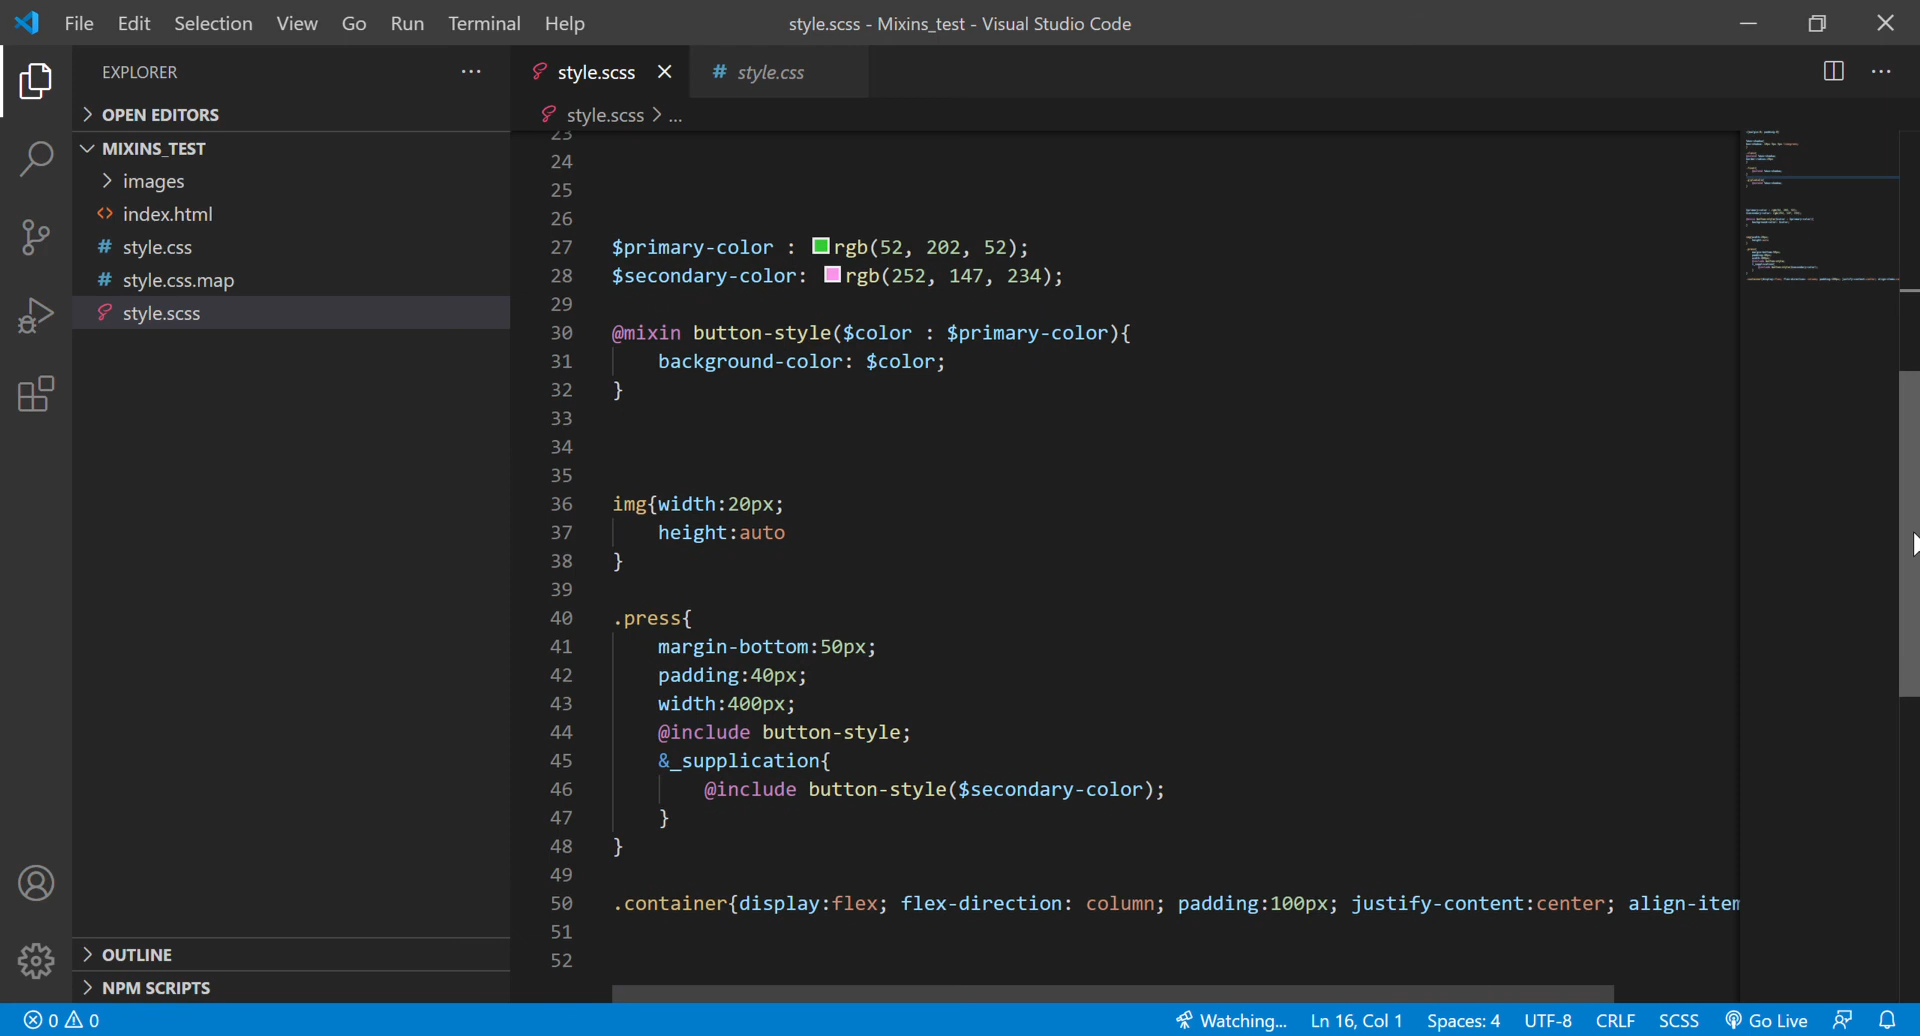 File Edit Selection View Go Run Terminal Help
style.scss - Mixins_test - Visual Studio Code
EXPLORER
OPEN EDITORS
MIXINS_TEST
images
index.html
style.css
style.css.map
style.scss
OUTLINE
NPM SCRIPTS
style.scss
style.css
style.scss > ...
23
24
25
26
27 $primary-color : rgb(52, 202, 52);
28 $secondary-color: rgb(252, 147, 234);
29
30 @mixin button-style($color : $primary-color){
31 background-color: $color;
32 }
33
34
35
36 img{width:20px;
37 height:auto
38 }
39
40 .press{
41 margin-bottom:50px;
42 padding:40px;
43 width:400px;
44 @include button-style;
45 &_supplication{
46 @include button-style($secondary-color);
47 }
48 }
49
50 .container{display:flex; flex-direction: column; padding:100px; justify-content:center; align-item
51
52
0 0 Watching... Ln 16, Col 1 Spaces: 4 UTF-8 CRLF SCSS Go Live